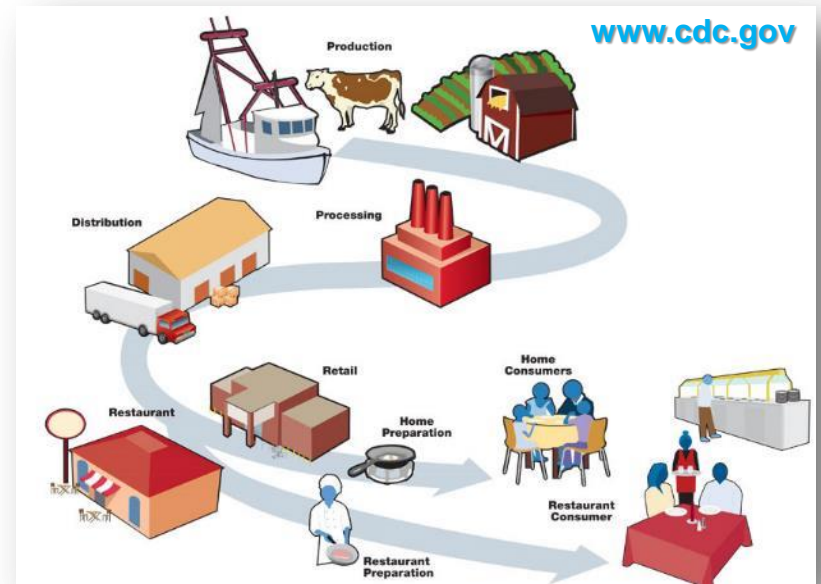 www.cdc.gov
Production
Distribution
Processing
Retail
Home
Consumers
Restaurant
Home
Preparation
Restaurant
Consumer
Restaurant
Preparation